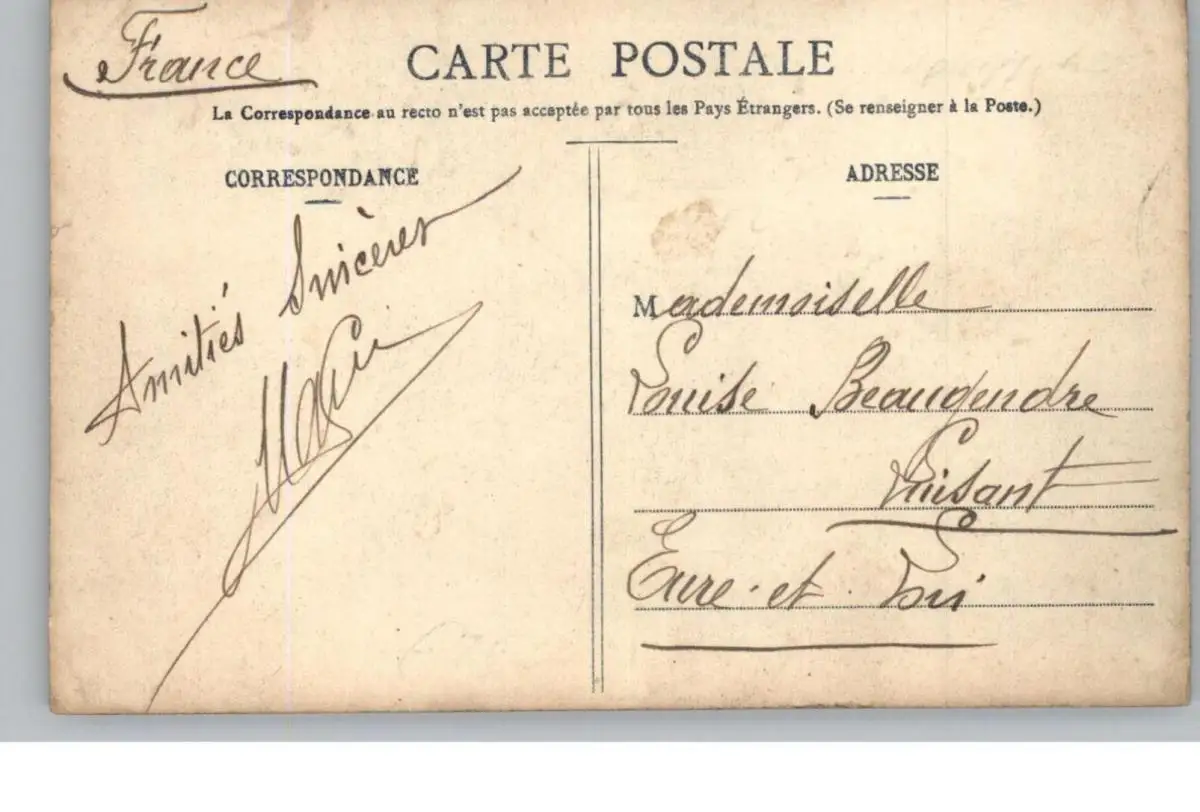 France
CARTE POSTALE
La Correspondance au recto n'est pas acceptée par tous les Pays Étrangers. (Se renseigner à la Poste.)
CORRESPONDANCE
Amitiés Sincères
ADRESSE
Mademoiselle
Louise Beaugendre
Luisant
Eure-et-Loir